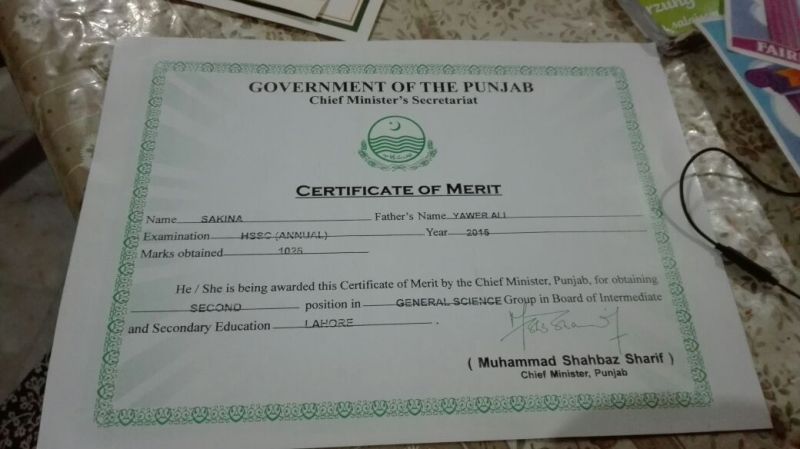 GOVERNMENT OF THE PUNJAB
Chief Minister's Secretariat
CERTIFICATE OF MERIT
Name SAKINA Father's Name YAWER ALI
Examination HSSC (ANNUAL) Year 2015
Marks obtained 1025
He / She is being awarded this Certificate of Merit by the Chief Minister, Punjab, for obtaining
SECOND position in GENERAL SCIENCE Group in Board of Intermediate
and Secondary Education LAHORE .
( Muhammad Shahbaz Sharif )
Chief Minister, Punjab
FAIR